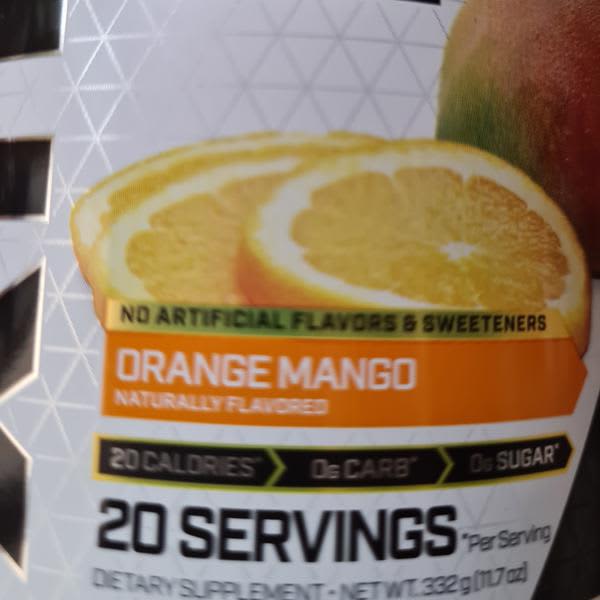 NO ARTIFICIAL FLAVORS & SWEETENERS
ORANGE MANGO
NATURALLY FLAVORED
20 CALORIES* 0g CARB* 0g SUGAR*
20 SERVINGS *Per Serving
DIETARY SUPPLEMENT • NET WT. 332g (11.7 oz)